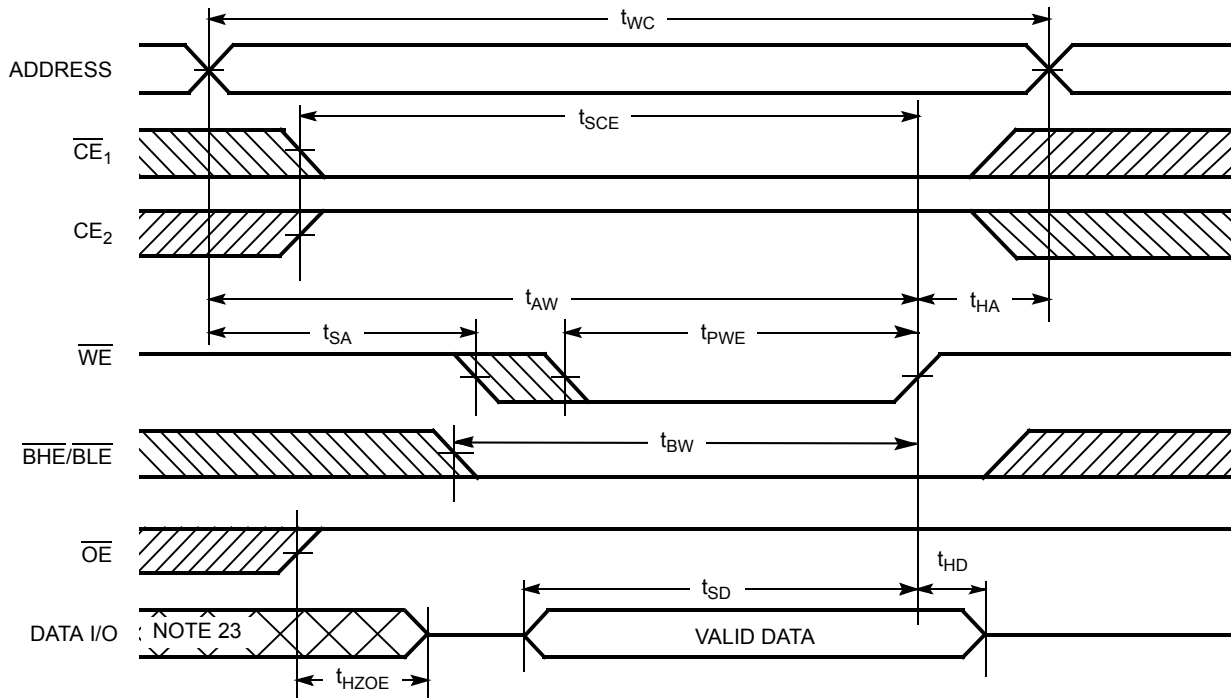 tWC
ADDRESS
tSCE
CE1
CE2
tAW
tHA
tSA
tPWE
WE
tBW
BHE/BLE
OE
tHD
tSD
DATA I/O
NOTE 23
VALID DATA
tHZOE